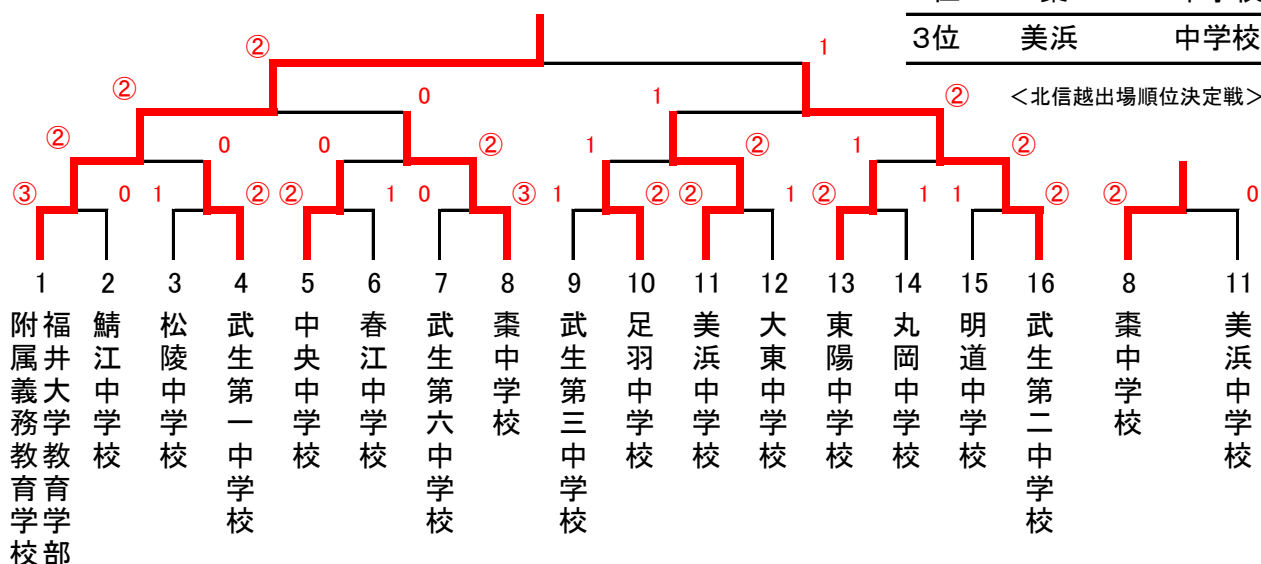 3位 美浜 中学校
＜北信越出場順位決定戦＞
② 1
② 0 1 ②
② 0 0 ② 1 ② 1 ②
③ 0 1 ② ② 1 0 ③ 1 ② ② 1 ② 1 1 ② ② 0
1 2 3 4 5 6 7 8 9 10 11 12 13 14 15 16 8 11
福井大学教育学部
附属義務教育学校
鯖江中学校
松陵中学校
武生第一中学校
中央中学校
春江中学校
武生第六中学校
棗中学校
武生第三中学校
足羽中学校
美浜中学校
大東中学校
東陽中学校
丸岡中学校
明道中学校
武生第二中学校
棗中学校
美浜中学校